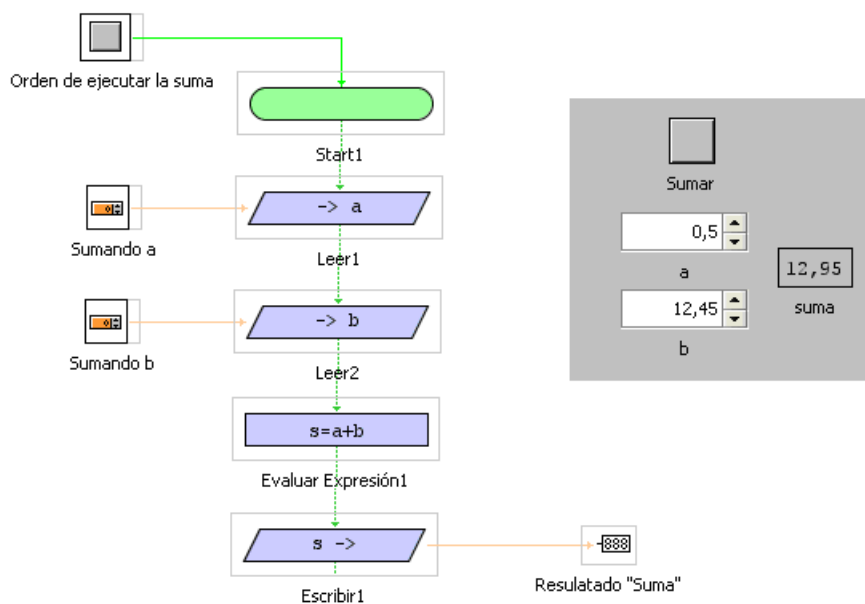 Orden de ejecutar la suma
Start1
-> a
Sumando a
Leer1
-> b
Sumando b
Leer2
s=a+b
Evaluar Expresión1
s ->
888
Escribir1
Resulatado "Suma"
Sumar
0,5
a
12,95
suma
12,45
b